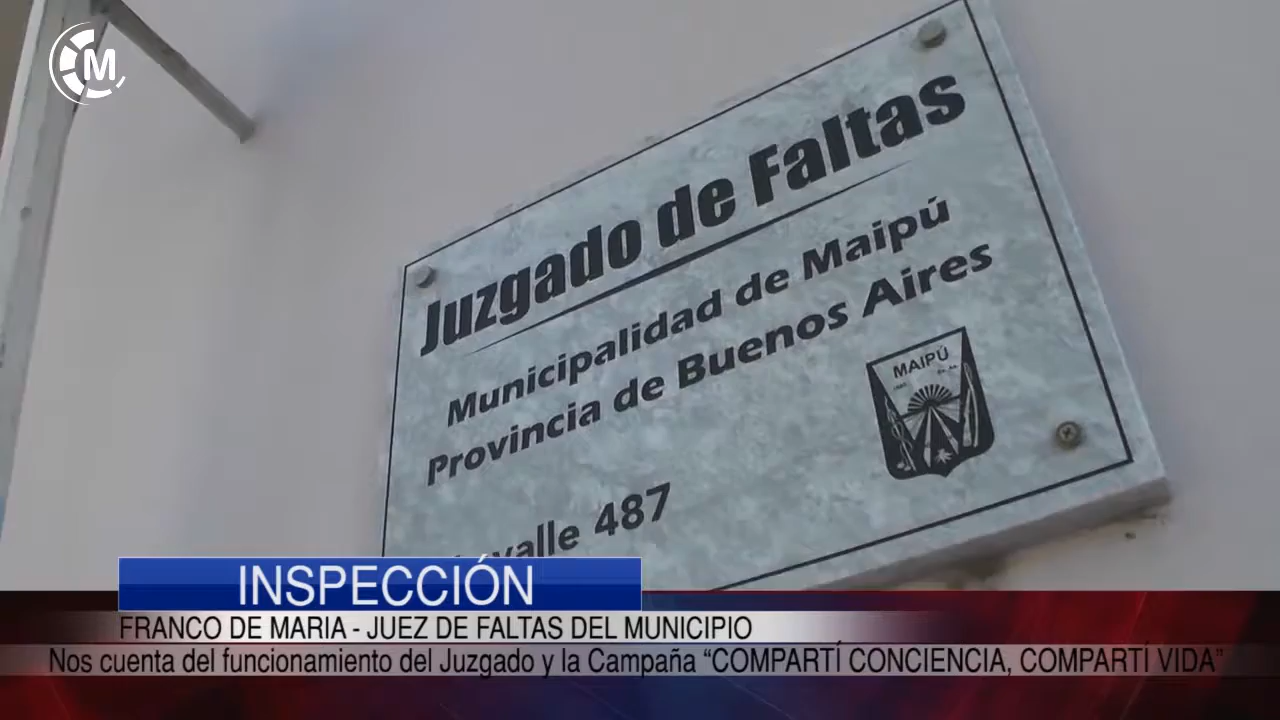 M
Juzgado de Faltas
Municipalidad de Maipú
Provincia de Buenos Aires
MAIPÚ
487
INSPECCIÓN
FRANCO DE MARIA - JUEZ DE FALTAS DEL MUNICIPIO
Nos cuenta del funcionamiento del Juzgado y la Campaña “COMPARTÍ CONCIENCIA, COMPARTÍ VIDA”